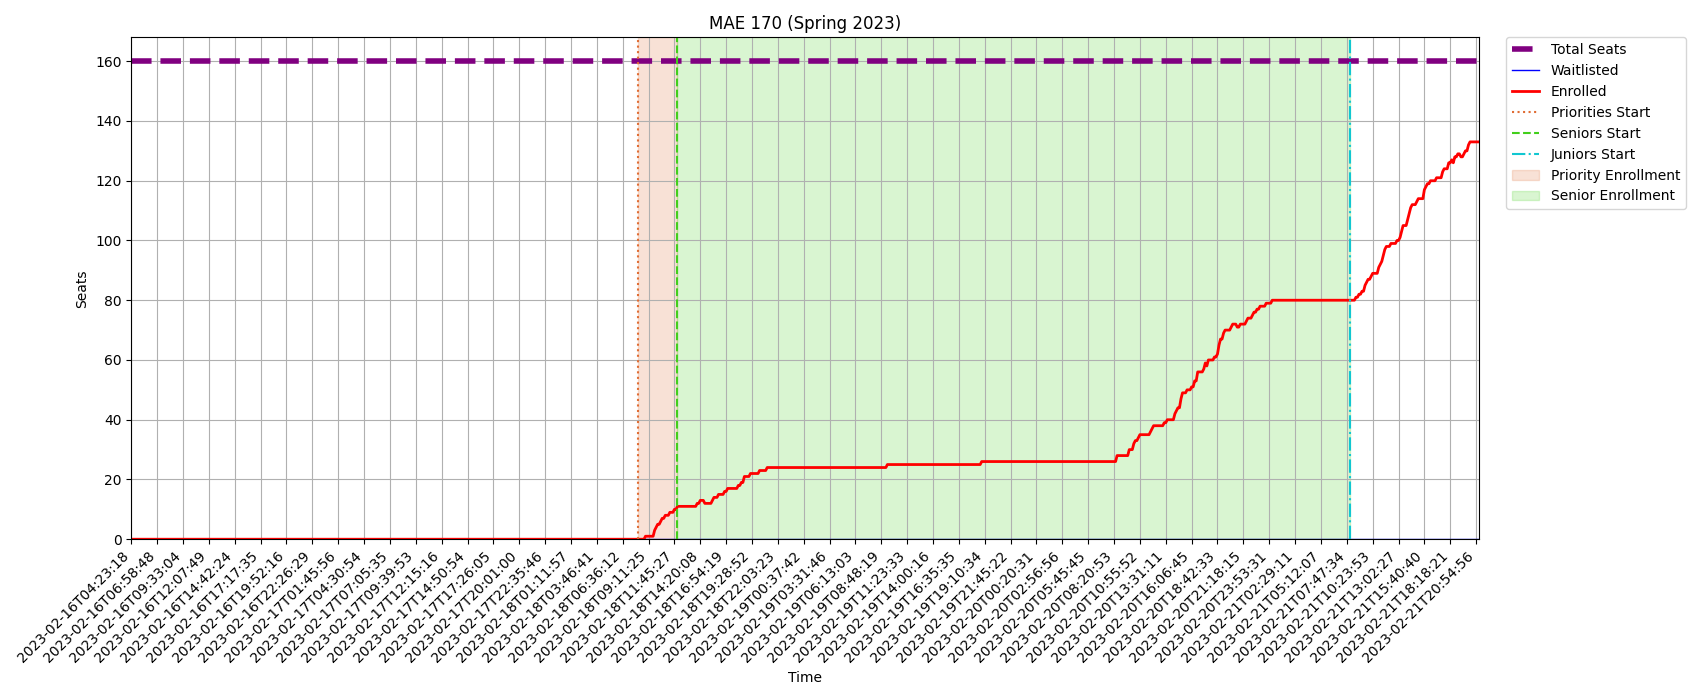 MAE 170 (Spring 2023)
Total Seats
Waitlisted
Enrolled
Priorities Start
Seniors Start
Juniors Start
Priority Enrollment
Senior Enrollment
Seats
160
140
120
100
80
60
40
20
0
2023-02-16T04:23:18
2023-02-16T06:58:48
2023-02-16T09:33:04
2023-02-16T12:07:49
2023-02-16T14:42:24
2023-02-16T17:17:35
2023-02-16T19:52:16
2023-02-16T22:26:29
2023-02-17T01:45:56
2023-02-17T04:30:54
2023-02-17T07:05:35
2023-02-17T09:39:53
2023-02-17T12:15:16
2023-02-17T14:50:54
2023-02-17T17:26:05
2023-02-17T20:01:00
2023-02-17T22:35:46
2023-02-18T01:11:57
2023-02-18T03:46:41
2023-02-18T06:36:12
2023-02-18T09:11:25
2023-02-18T11:45:27
2023-02-18T14:20:08
2023-02-18T16:54:19
2023-02-18T19:28:52
2023-02-18T22:03:23
2023-02-19T00:37:42
2023-02-19T03:31:46
2023-02-19T06:13:03
2023-02-19T08:48:19
2023-02-19T11:23:33
2023-02-19T14:00:16
2023-02-19T16:35:35
2023-02-19T19:10:34
2023-02-19T21:45:22
2023-02-20T00:20:31
2023-02-20T02:56:56
2023-02-20T05:45:45
2023-02-20T08:20:53
2023-02-20T10:55:52
2023-02-20T13:31:11
2023-02-20T16:06:45
2023-02-20T18:42:33
2023-02-20T21:18:15
2023-02-20T23:53:31
2023-02-21T02:29:11
2023-02-21T05:12:07
2023-02-21T07:47:34
2023-02-21T10:23:53
2023-02-21T13:02:27
2023-02-21T15:40:40
2023-02-21T18:18:21
2023-02-21T20:54:56
Time